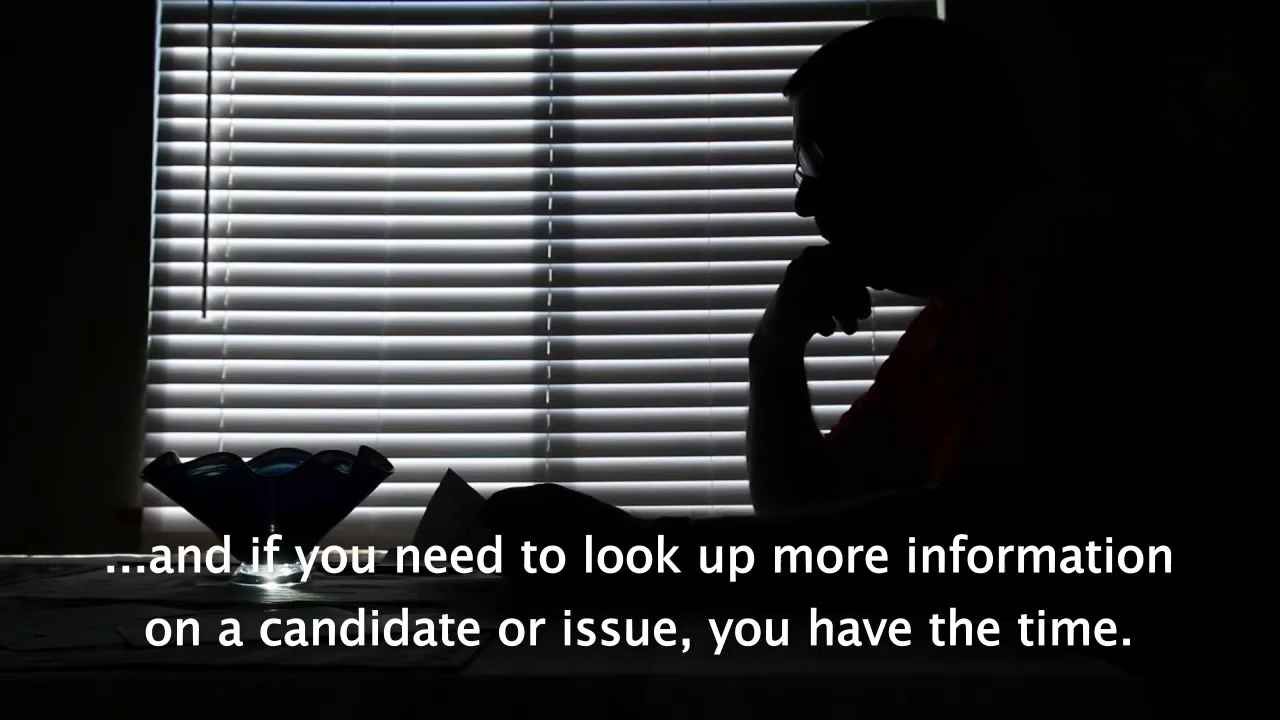 ...and if you need to look up more information
on a candidate or issue, you have the time.